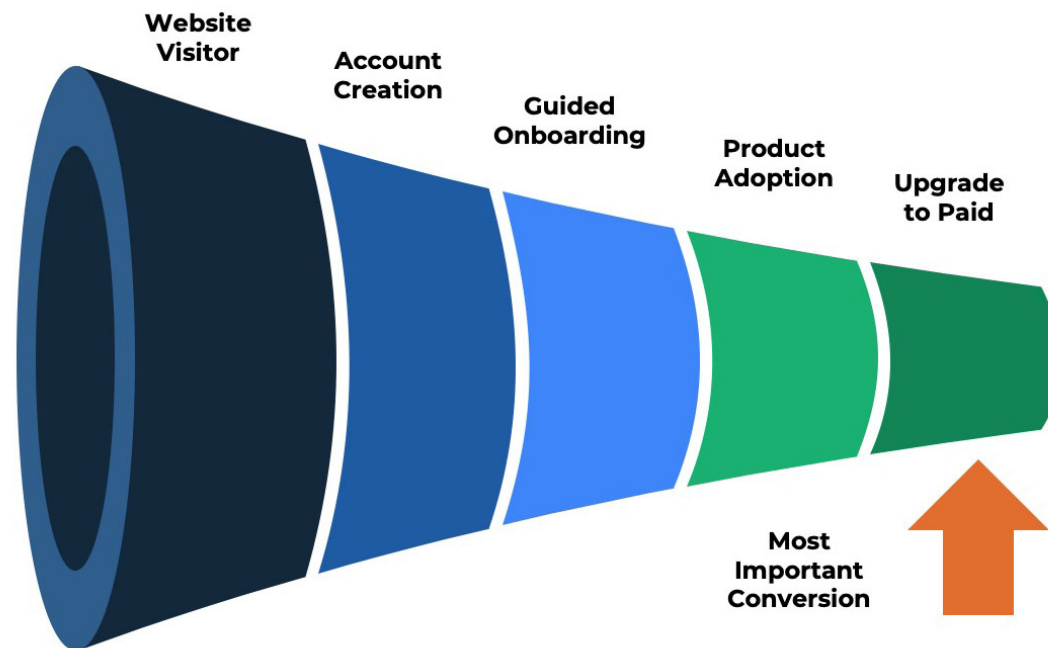 Website
Visitor
Account
Creation
Guided
Onboarding
Product
Adoption
Upgrade
to Paid
Most
Important
Conversion